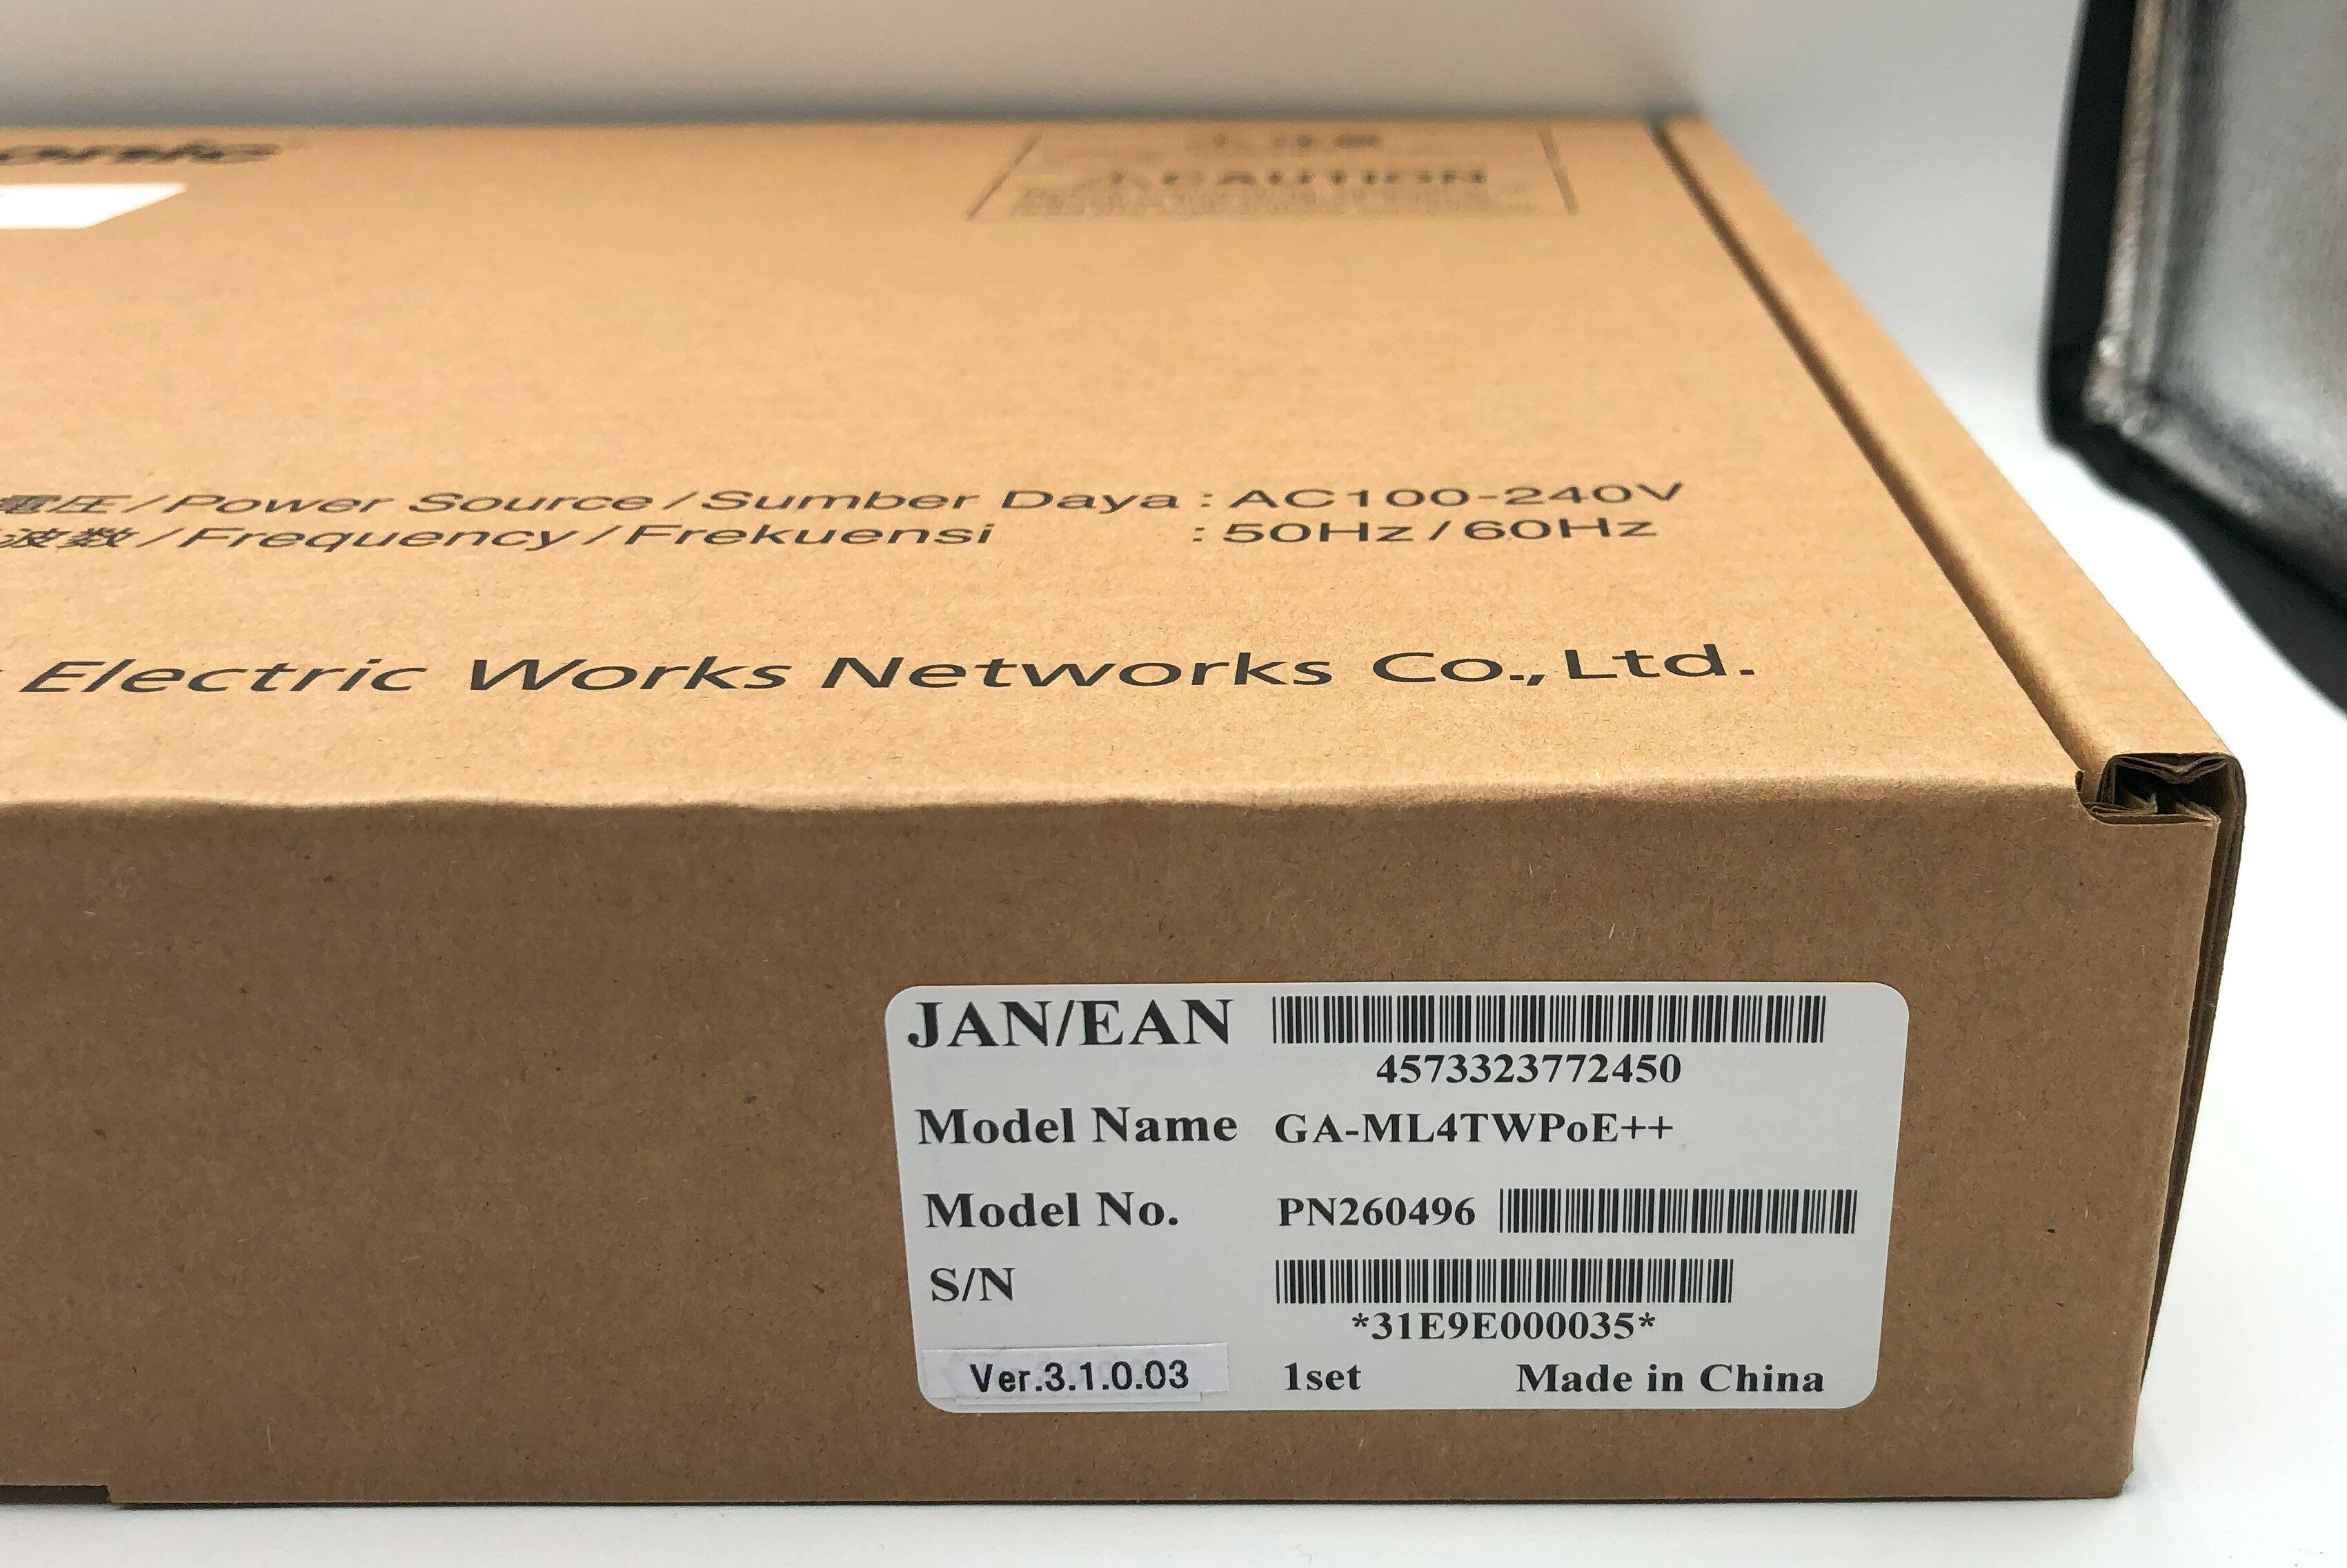 onic
CAUTION
電圧/Power Source/Sumber Daya : AC100-240V
波数/Frequency/Frekuensi : 50Hz/60Hz
Electric Works Networks Co.,Ltd.
JAN/EAN
4573323772450
Model Name GA-ML4TWPoE++
Model No. PN260496
S/N
*31E9E000035*
Ver.3.1.0.03 1set Made in China